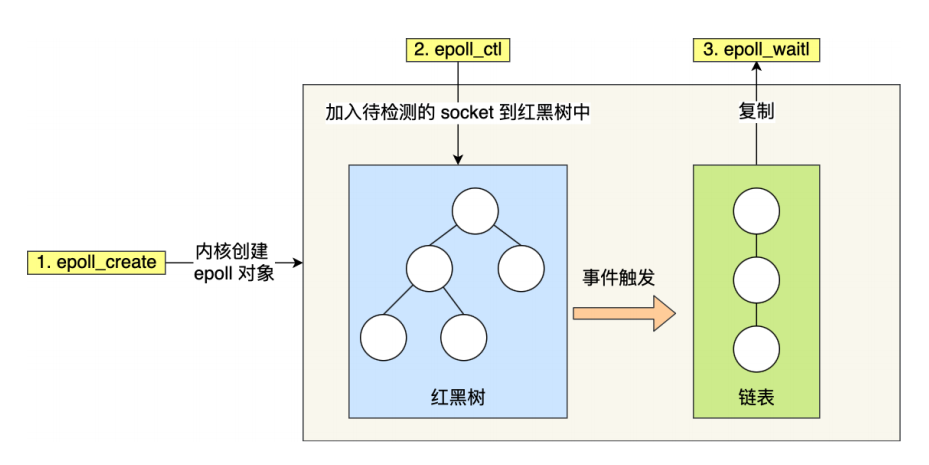 2. epoll_ctl
3. epoll_waitl
加入待检测的 socket 到红黑树中
复制
1. epoll_create
内核创建
epoll 对象
事件触发
红黑树
链表